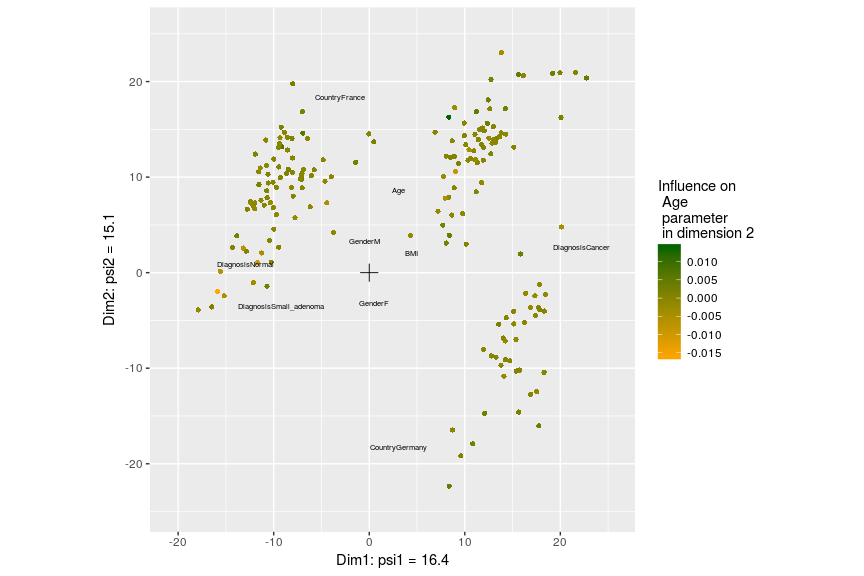 CountryFrance
Age
GenderM
BMI
DiagnosisCancer
DiagnosisNormal
DiagnosisSmall_adenoma
GenderF
CountryGermany
20
10
0
-10
-20
-20
-10
0
10
20
Dim1: psi1 = 16.4
Dim2: psi2 = 15.1
Influence on
Age
parameter
in dimension 2
0.010
0.005
0.000
-0.005
-0.010
-0.015